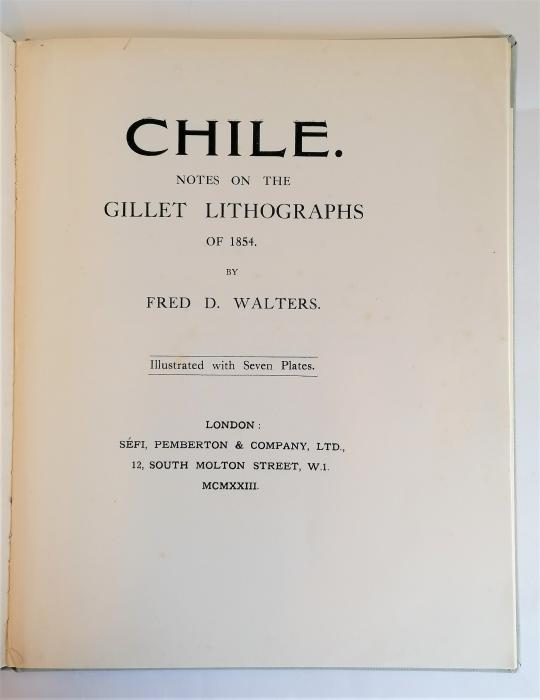 CHILE.
NOTES ON THE
GILLET LITHOGRAPHS
OF 1854.
BY
FRED D. WALTERS.
Illustrated with Seven Plates.
LONDON:
SÉFI, PEMBERTON & COMPANY, LTD.,
12, SOUTH MOLTON STREET, W.1.
MCMXXIII.